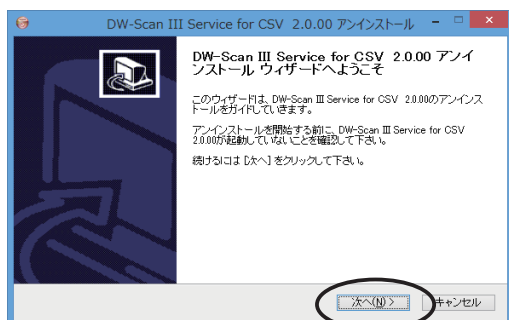 DW-Scan III Service for CSV 2.0.00 アンインストール
DW-Scan III Service for CSV 2.0.00 アンイ
ンストール ウィザードへようこそ
このウィザードは、DW-Scan Ⅲ Service for CSV 2.0.00のアンインス
トールをガイドしていきます。
アンインストールを開始する前に、DW-Scan Ⅲ Service for CSV
2.0.00が起動していないことを確認して下さい。
続けるには [次へ] をクリックして下さい。
次へ(N) >
キャンセル